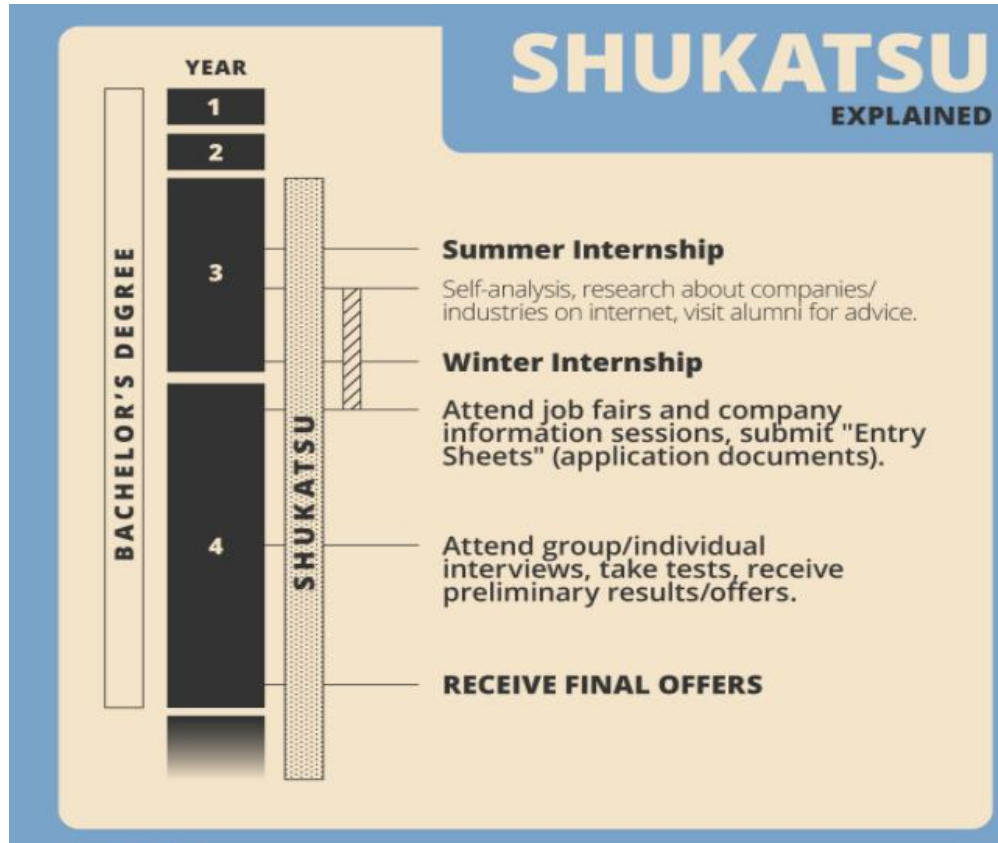 SHUKATSU
EXPLAINED
YEAR
1
2
3
4
BACHELOR'S DEGREE
SHUKATSU
Summer Internship
Self-analysis, research about companies/
industries on internet, visit alumni for advice.
Winter Internship
Attend job fairs and company
information sessions, submit "Entry
Sheets" (application documents).
Attend group/individual
interviews, take tests, receive
preliminary results/offers.
RECEIVE FINAL OFFERS